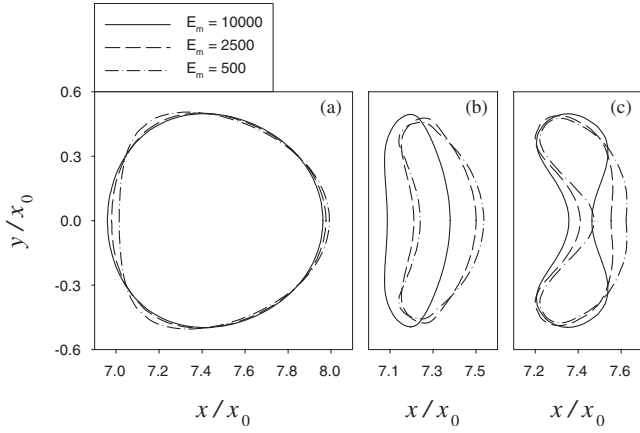 E_m = 10000
E_m = 2500
E_m = 500
(a) (b) (c)
0.6
0.3
0.0
-0.3
-0.6
y/x_0
7.0 7.2 7.4 7.6 7.8 8.0 7.1 7.3 7.5 7.2 7.4 7.6
x/x_0 x/x_0 x/x_0